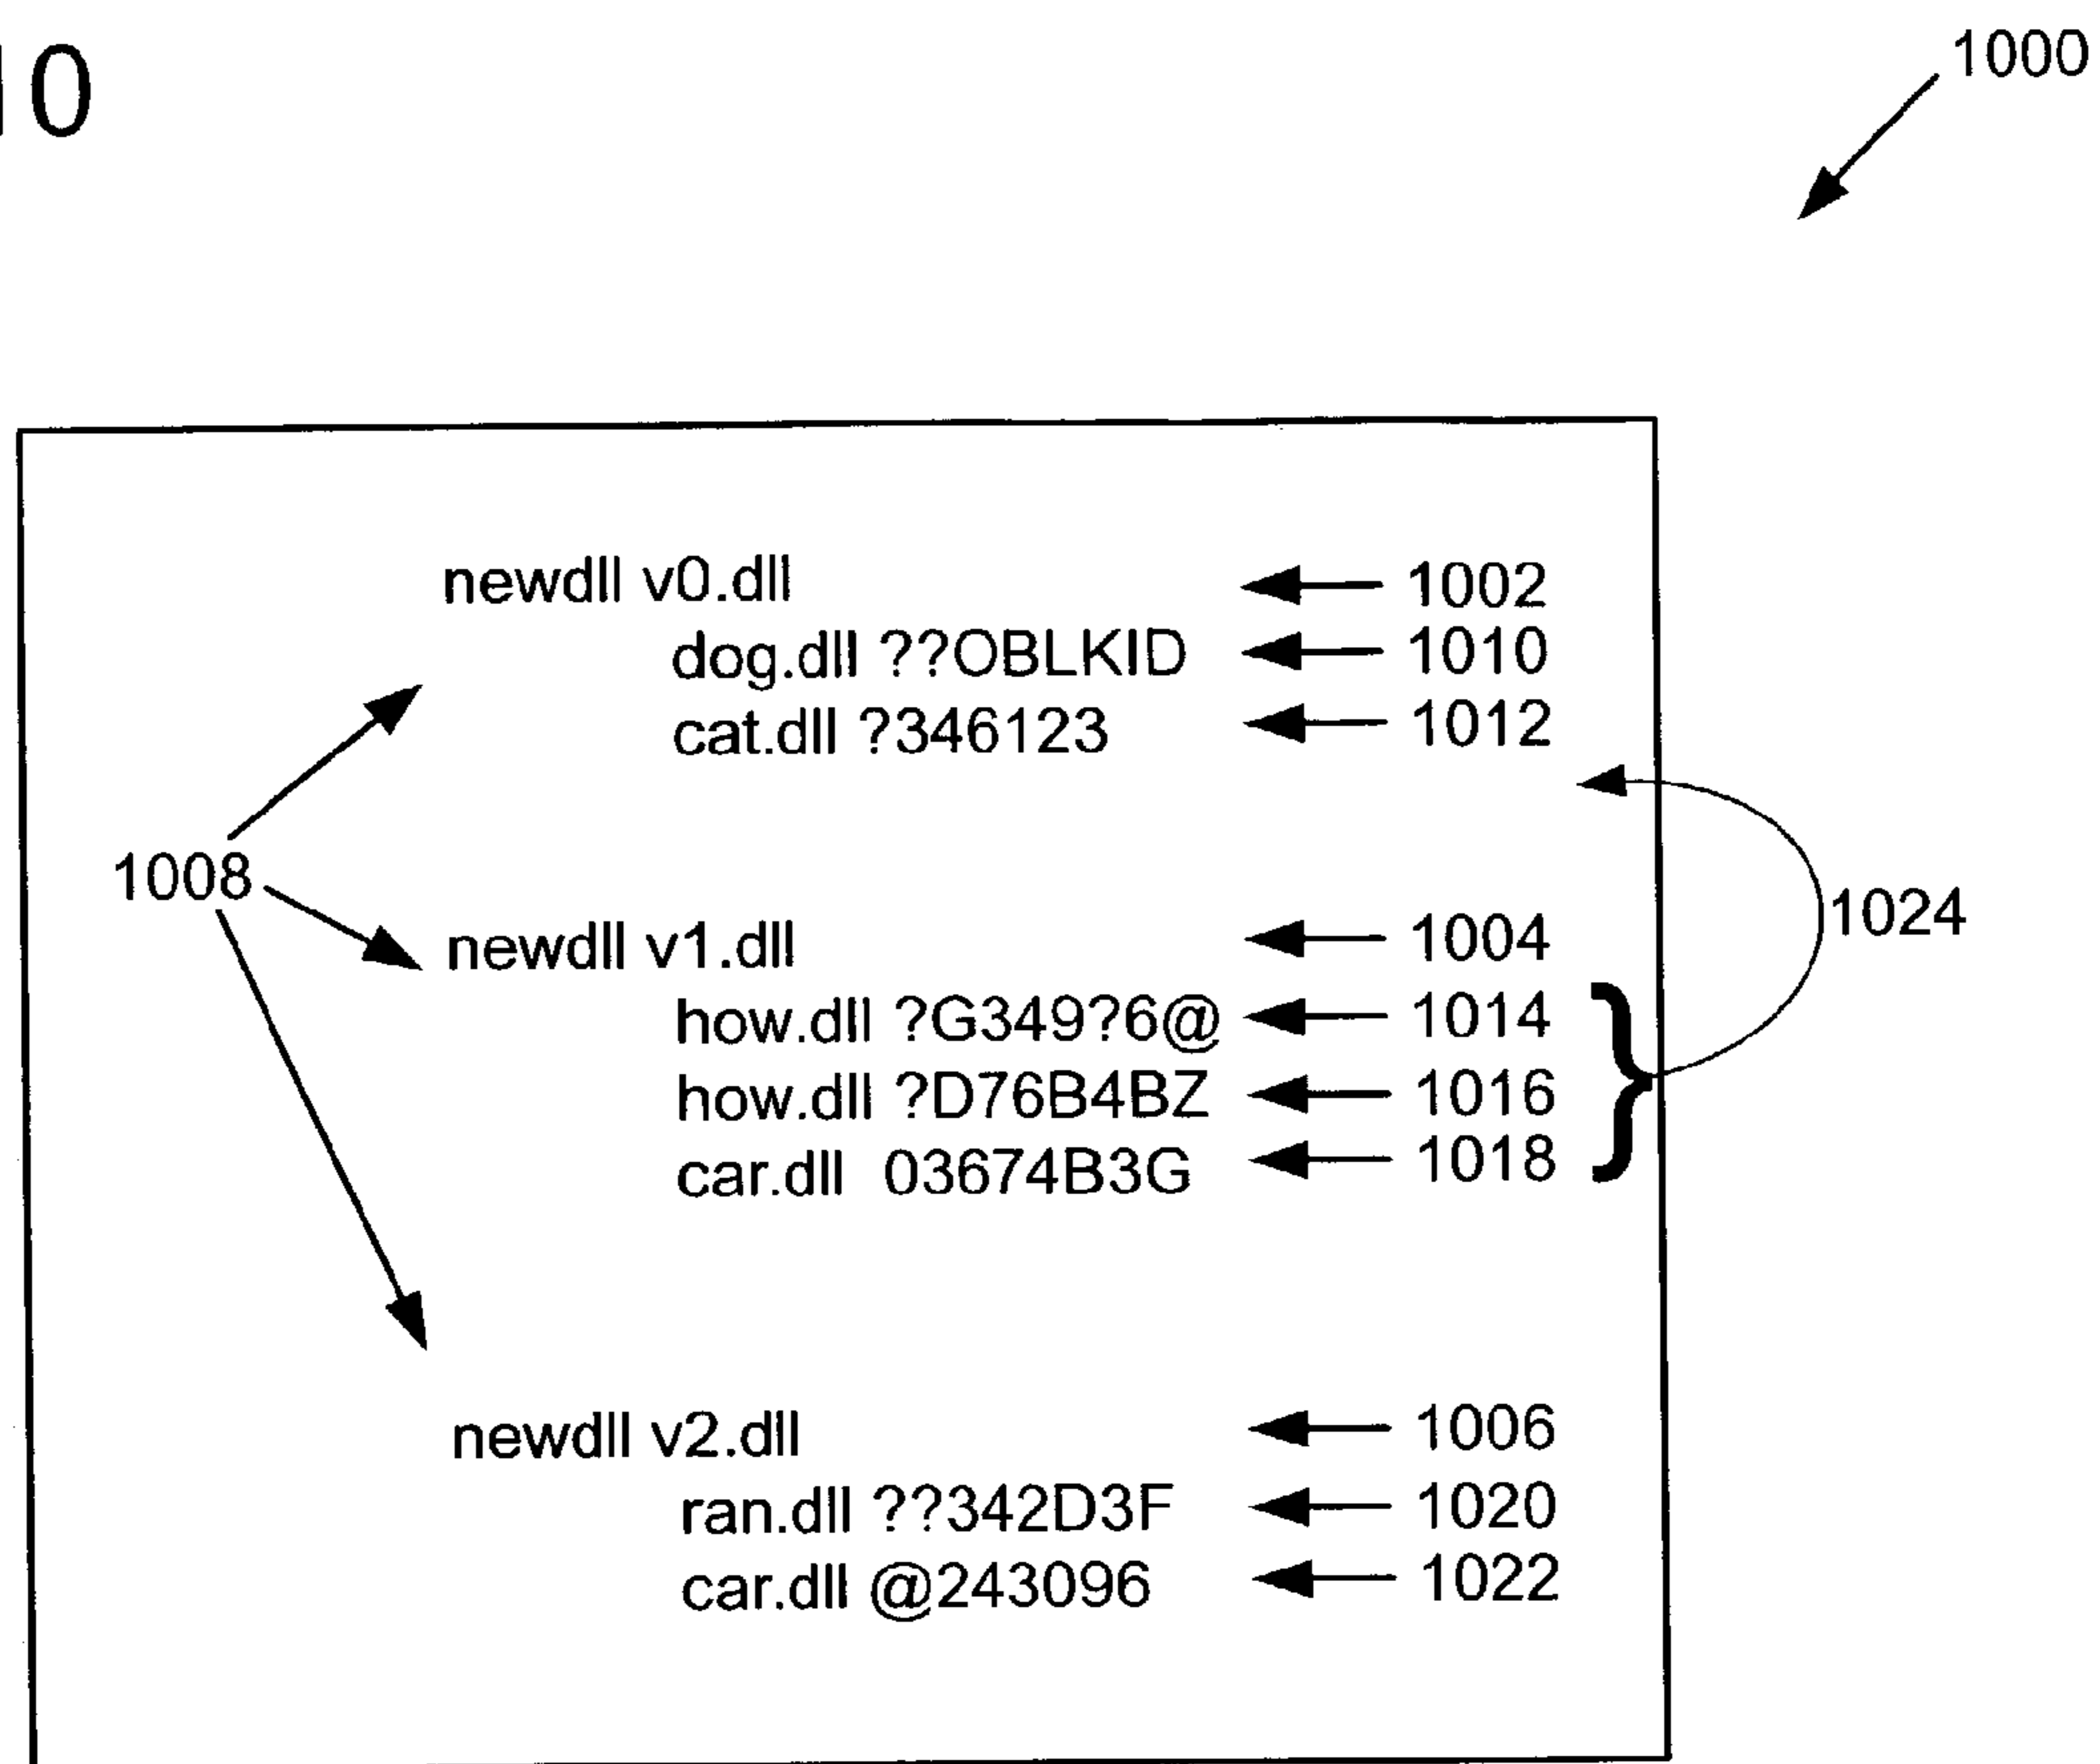 10
1000
newdll v0.dll 1002
dog.dll ??OBLKID 1010
cat.dll ?346123 1012
1008
1024
newdll v1.dll 1004
how.dll ?G349?6@ 1014
how.dll ?D76B4BZ 1016
car.dll 03674B3G 1018
}
newdll v2.dll 1006
ran.dll ??342D3F 1020
car.dll @243096 1022